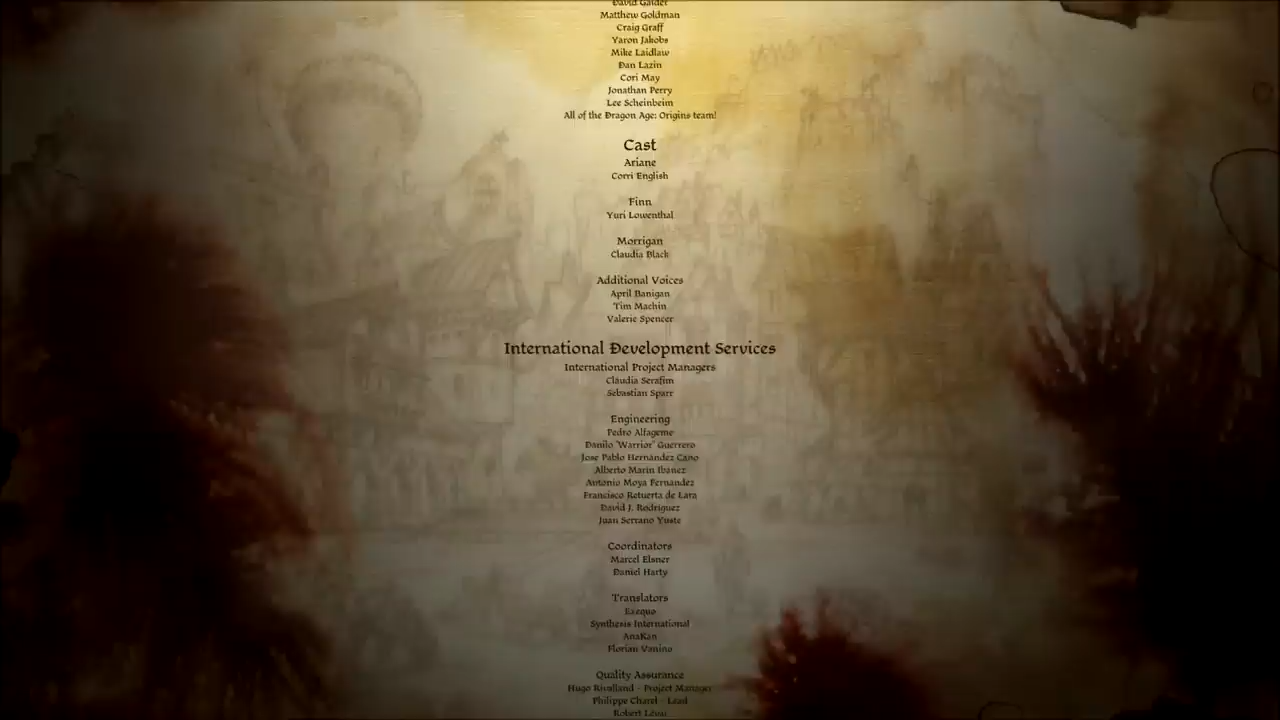 David Gaider
Matthew Goldman
Craig Graff
Yaron Jakobs
Mike Laidlaw
Dan Lazin
Cori May
Jonathan Perry
Lee Scheinbeim
All of the Dragon Age: Origins team!
Cast
Ariane
Corri English
Finn
Yuri Lowenthal
Morrigan
Claudia Black
Additional Voices
April Banigan
Tim Machin
Valerie Spencer
International Development Services
International Project Managers
Claudia Serafim
Sebastian Sparr
Engineering
Pedro Alfageme
Danilo "Warrior" Guerrero
Jose Pablo Hernández Cano
Alberto Marin Ibanez
Antonio Moya Fernandez
Francisco Retuerta de Lara
David J. Rodriguez
Juan Serrano Yuste
Coordinators
Marcel Elsner
Daniel Harty
Translators
Exequo
Synthesis International
AnaKan
Florian Vanino
Quality Assurance
Hugo Rivalland - Project Manager
Philippe Charel - Lead
Robert Lévai